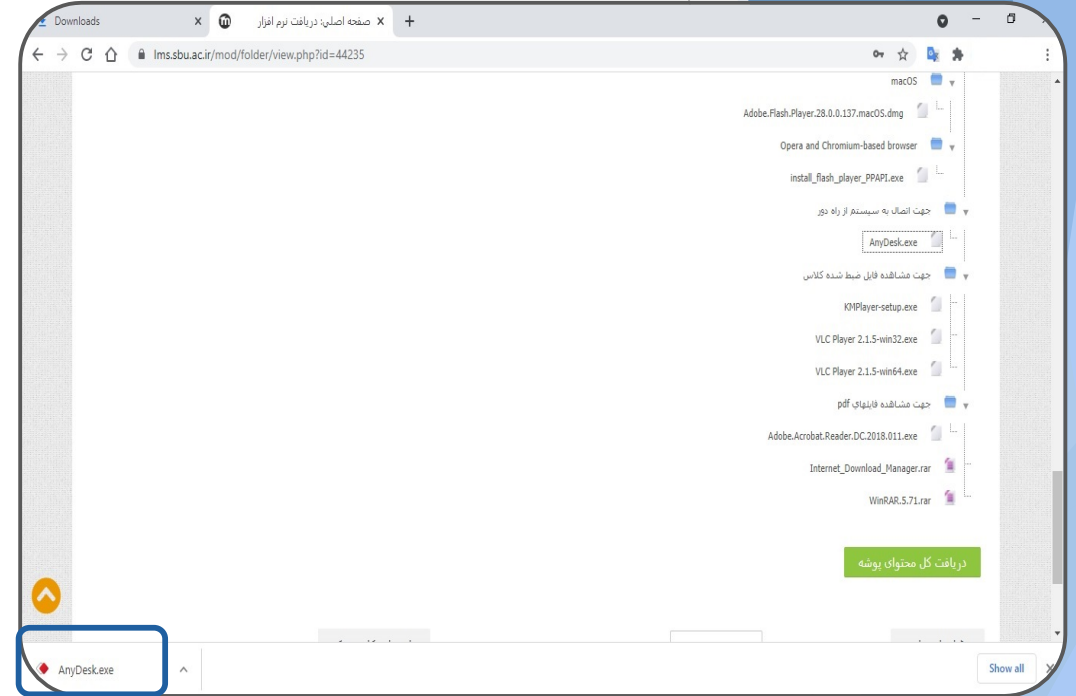 Downloads
صفحه اصلي: دریافت نرم افزار
lms.sbu.ac.ir/mod/folder/view.php?id=44235
macOS
Adobe.Flash.Player.28.0.0.137.macOS.dmg
Opera and Chromium-based browser
install_flash_player_PPAPI.exe
جهت اتصال به سیستم از راه دور
AnyDesk.exe
جهت مشاهده فایل ضبط شده کلاس
KMPlayer-setup.exe
VLC Player 2.1.5-win32.exe
VLC Player 2.1.5-win64.exe
جهت مشاهده فایلهاي pdf
Adobe.Acrobat.Reader.DC.2018.011.exe
Internet_Download_Manager.rar
WinRAR.5.71.rar
دریافت کل محتوای پوشه
AnyDesk.exe
Show all